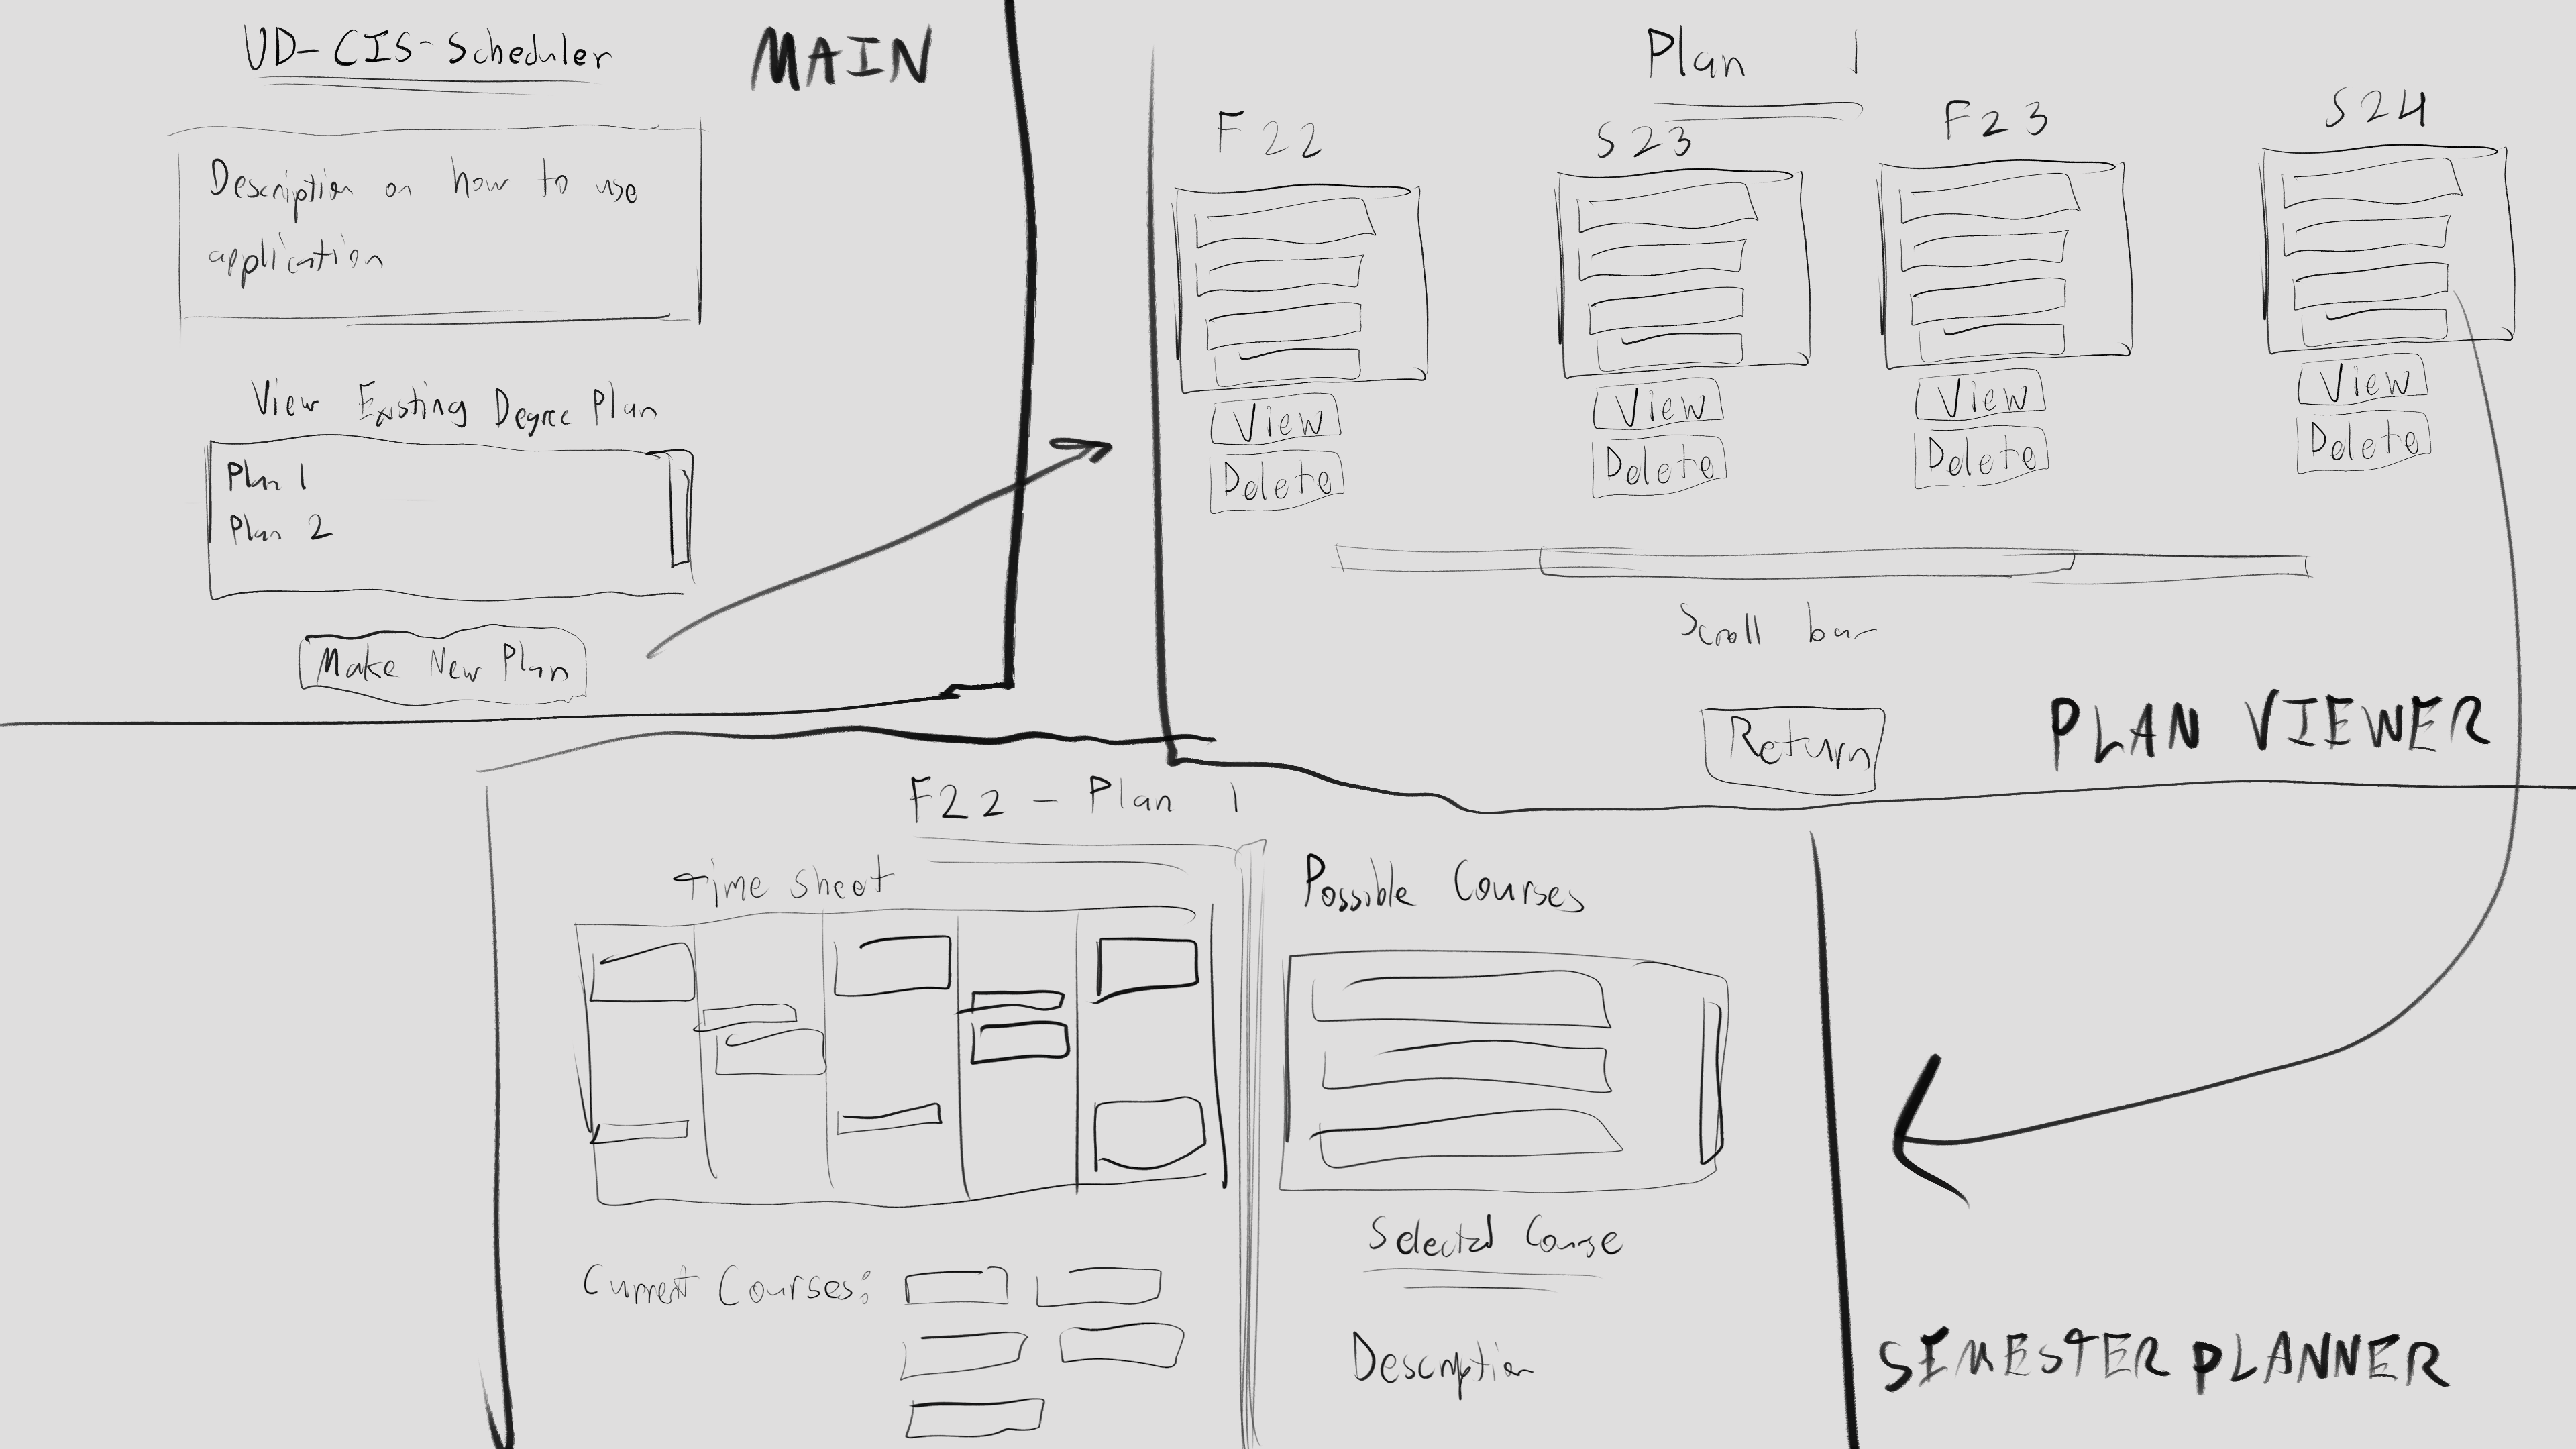 UD-CIS-Scheduler
MAIN
Description on how to use
application
View Existing Degree Plan
Plan 1
Plan 2
Make New Plan
Plan 1
F22
S23
F23
S24
View
Delete
View
Delete
View
Delete
View
Delete
Scroll bar
Return
PLAN VIEWER
F22 - Plan 1
Time Sheet
Current Courses:
Possible Courses
Selected Course
Description
SEMESTER PLANNER